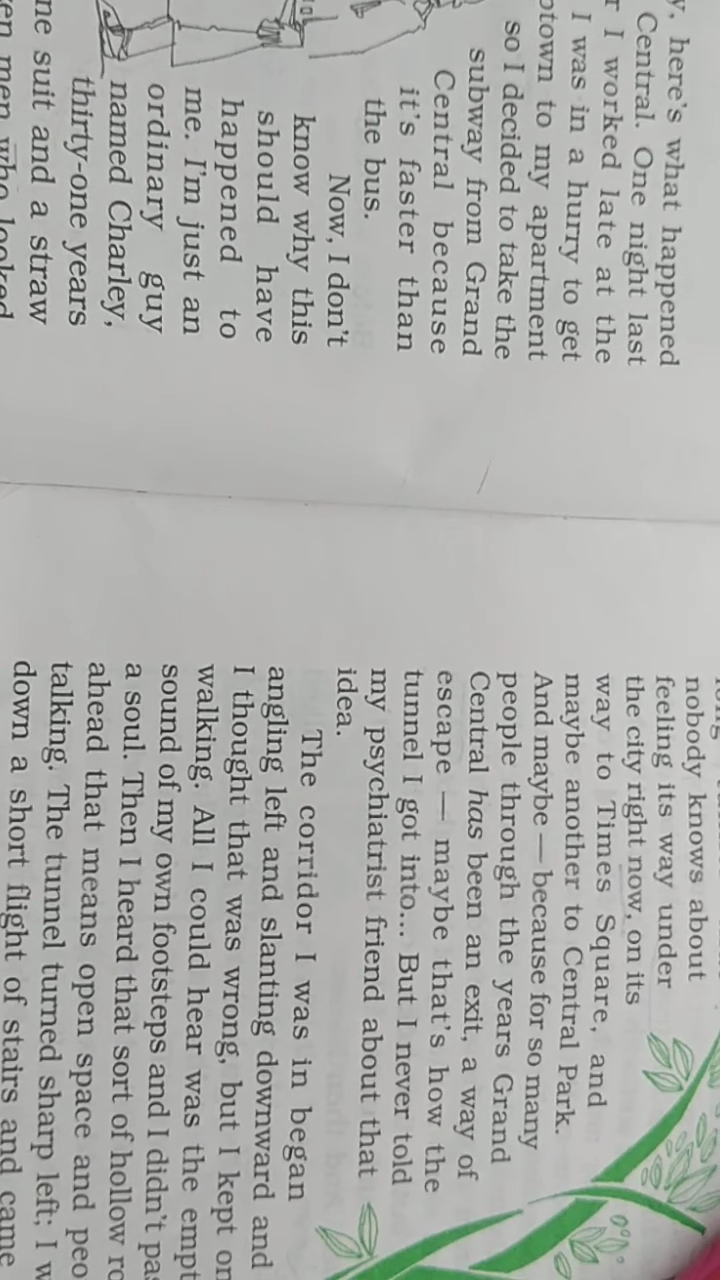 here's what happened
Central. One night last
I worked late at the
I was in a hurry to get
to my apartment
so I decided to take the
subway from Grand
Central because
it's faster than
the bus.
Now, I don't
know why this
should have
happened to
me. I'm just an
ordinary guy
named Charley,
thirty-one years
suit and a straw
men who looked
nobody knows about
feeling its way under
the city right now, on its
way to Times Square, and
maybe another to Central Park.
And maybe — because for so many
people through the years Grand
Central has been an exit, a way of
escape — maybe that's how the
tunnel I got into... But I never told
my psychiatrist friend about that
idea.
The corridor I was in began
angling left and slanting downward and
I thought that was wrong, but I kept on
walking. All I could hear was the
sound of my own footsteps and I didn't
a soul. Then I heard that sort of hollow
ahead that means open space and
talking. The tunnel turned sharp left; I
down a short flight of stairs and came